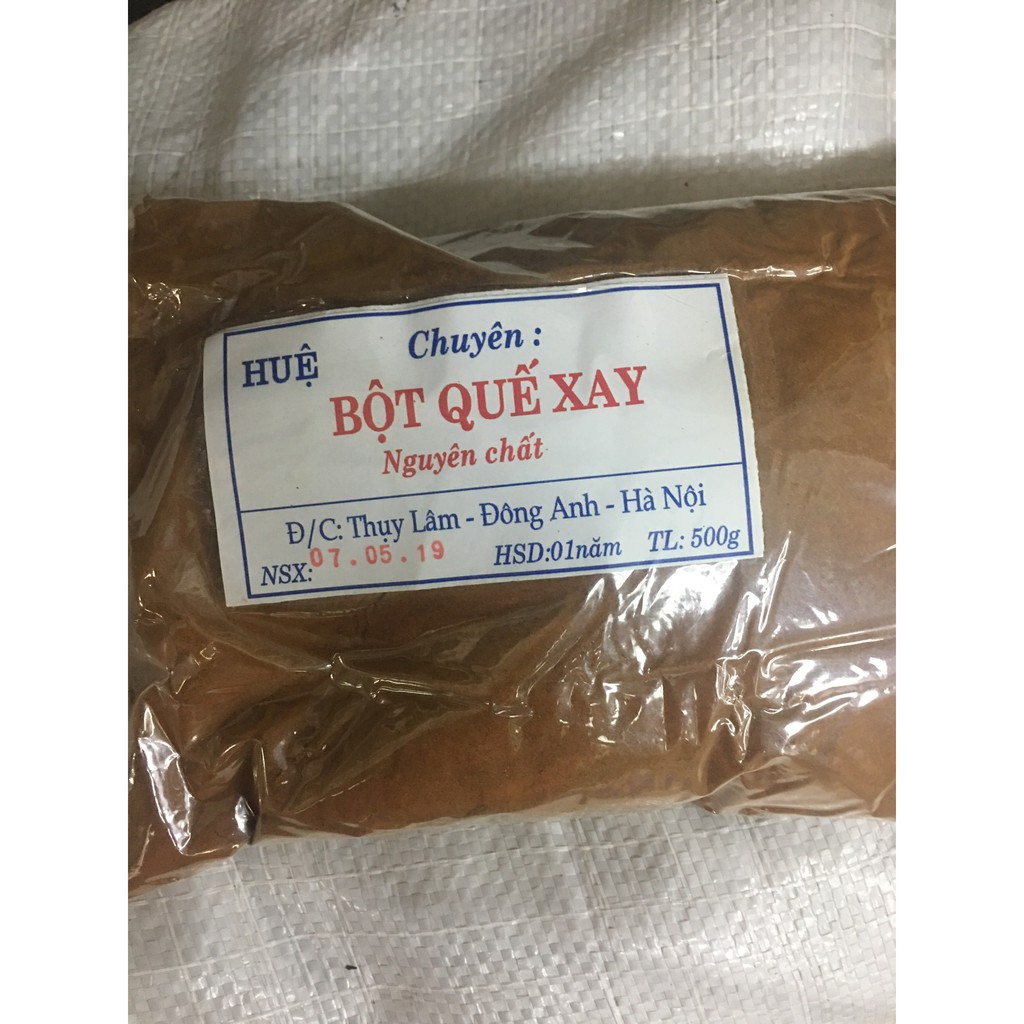 HUỆ
Chuyên :
BỘT QUẾ XAY
Nguyên chất
Đ/C: Thụy Lâm - Đông Anh - Hà Nội
NSX: 07.05.19 HSD:01năm TL: 500g